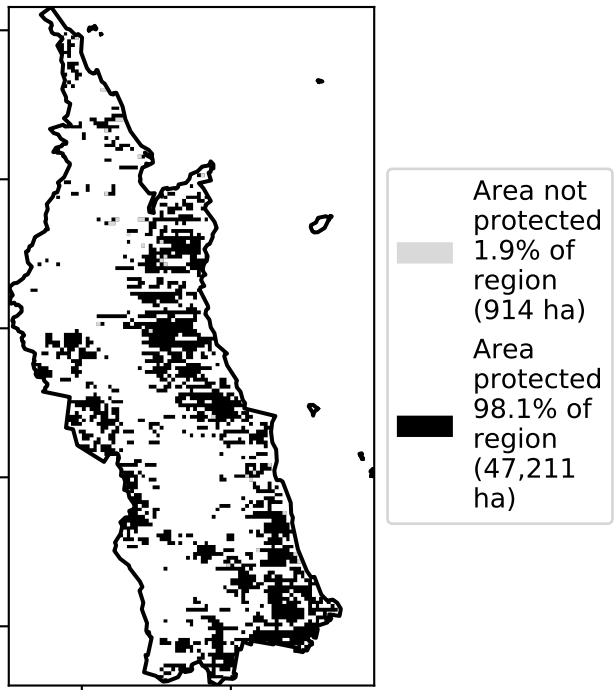 Area not
protected
1.9% of
region
(914 ha)
Area
protected
98.1% of
region
(47,211
ha)